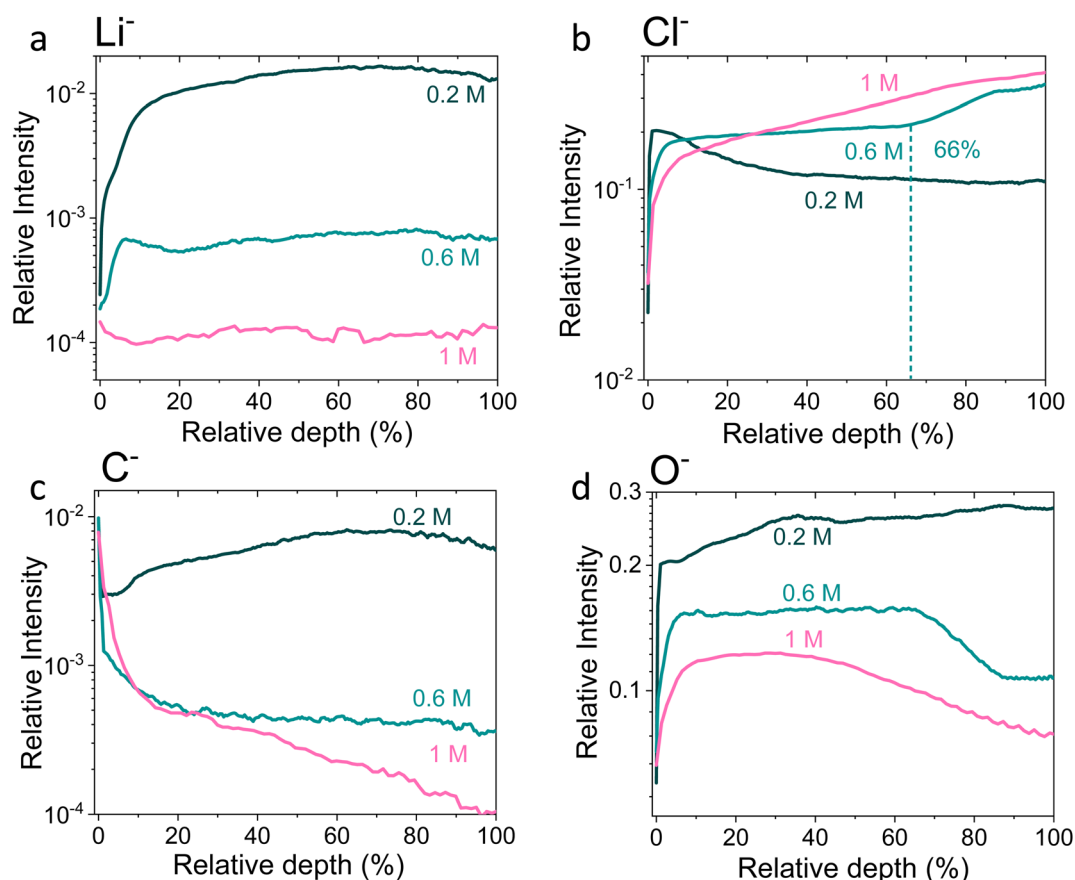 a Li⁻
10⁻²
10⁻³
10⁻⁴
Relative Intensity
0.2 M
0.6 M
1 M
0 20 40 60 80 100
Relative depth (%)
b Cl⁻
10⁻¹
10⁻²
Relative Intensity
1 M
0.6 M
66%
0.2 M
0 20 40 60 80 100
Relative depth (%)
c C⁻
10⁻²
10⁻³
10⁻⁴
Relative Intensity
0.2 M
0.6 M
1 M
0 20 40 60 80 100
Relative depth (%)
d O⁻
0.3
0.2
0.1
Relative Intensity
0.2 M
0.6 M
1 M
0 20 40 60 80 100
Relative depth (%)